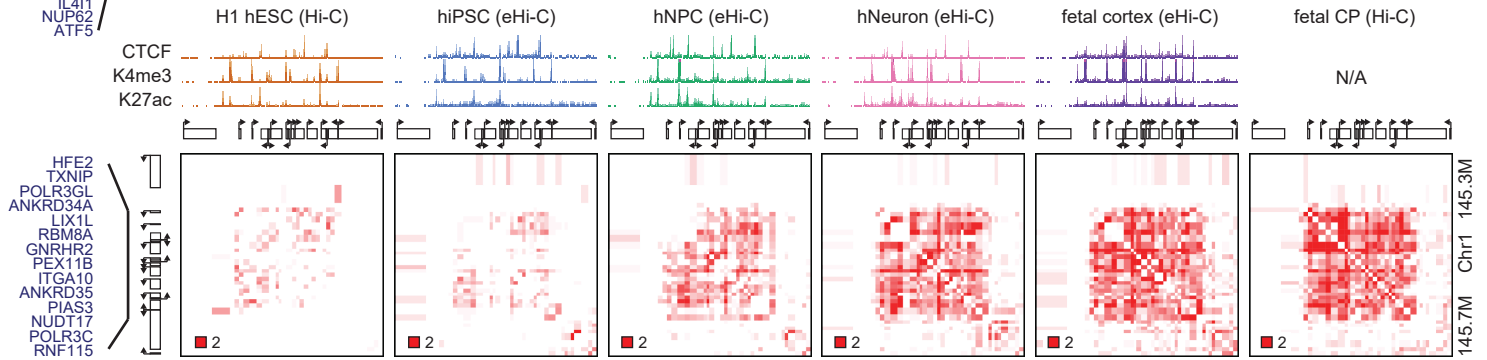 IL4I1
NUP62
ATF5
H1 hESC (Hi-C)
hiPSC (eHi-C)
hNPC (eHi-C)
hNeuron (eHi-C)
fetal cortex (eHi-C)
fetal CP (Hi-C)
CTCF
K4me3
K27ac
N/A
HFE2
TXNIP
POLR3GL
ANKRD34A
LIX1L
RBM8A
GNRHR2
PEX11B
ITGA10
ANKRD35
PIAS3
NUDT17
POLR3C
RNF115
2
2
2
2
2
2
145.3M
Chr1
145.7M